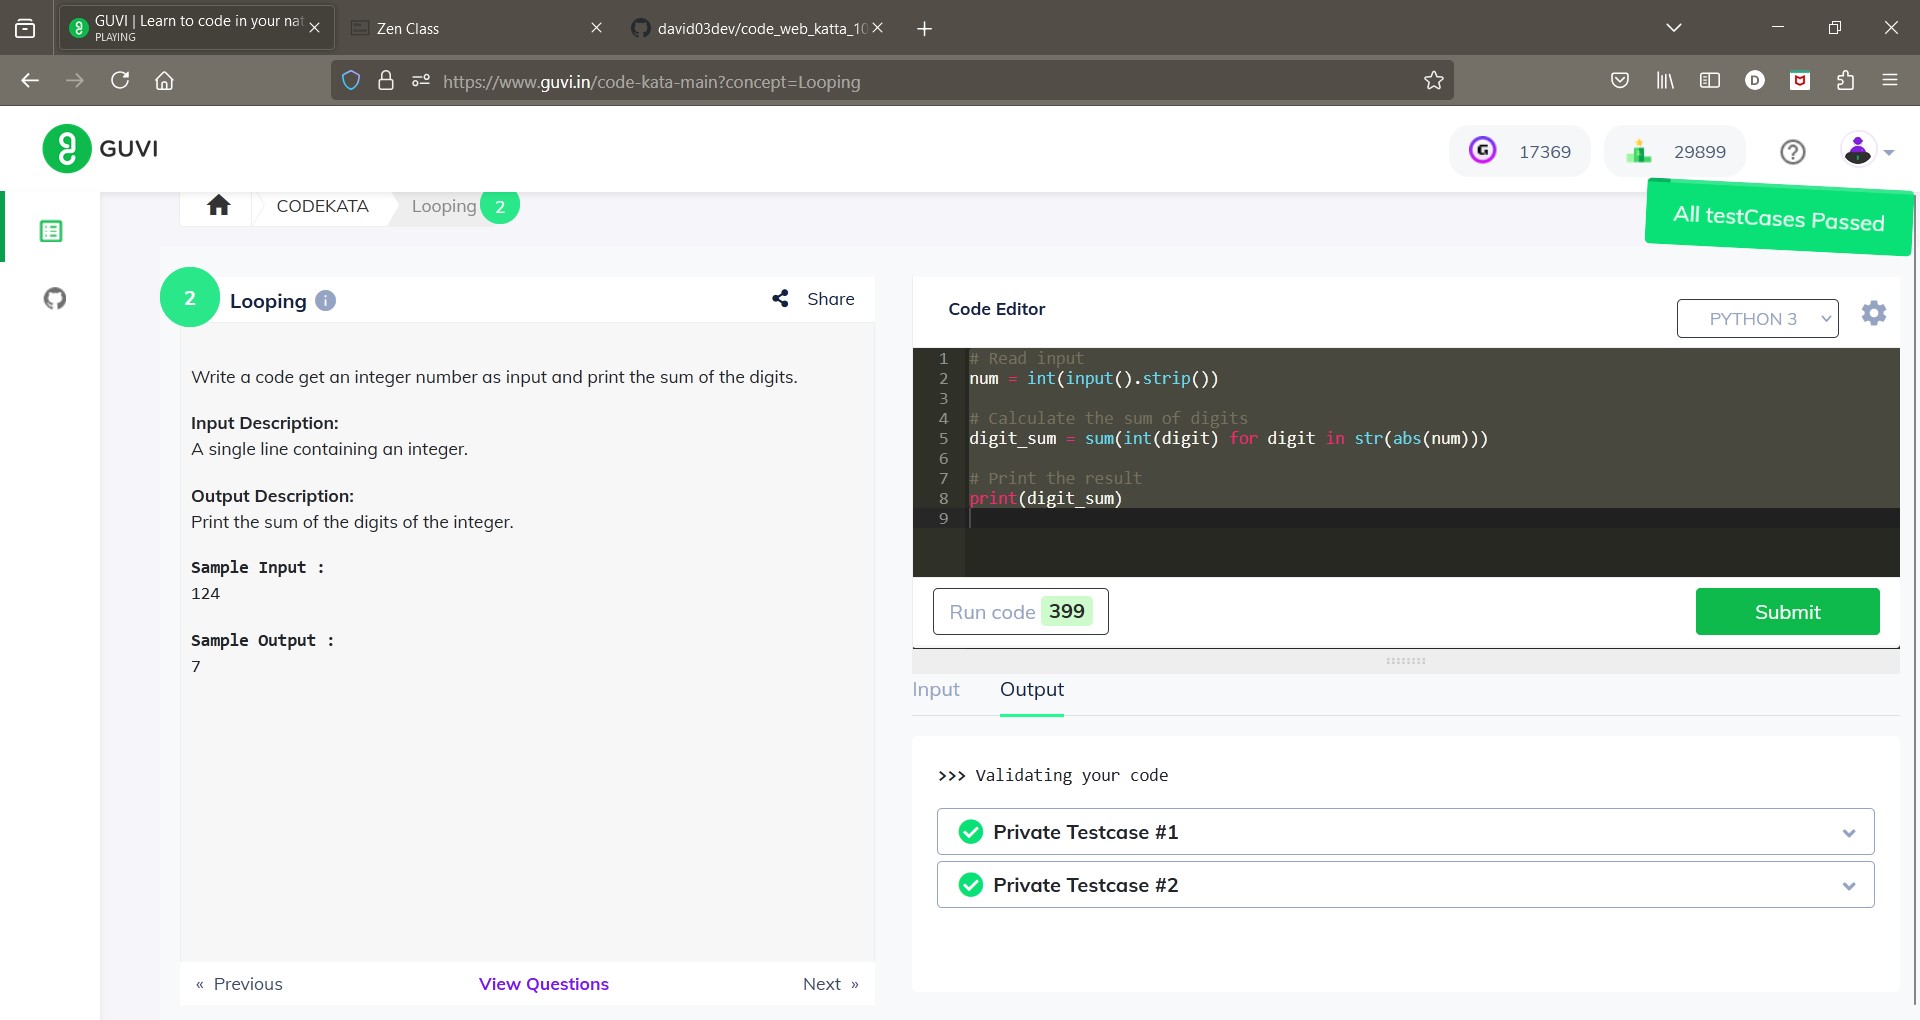 GUVI | Learn to code in your nat
PLAYING
Zen Class
david03dev/code_web_katta_10
https://www.guvi.in/code-kata-main?concept=Looping
D
GUVI
G
17369
29899
?
CODEKATA
Looping
2
All testCases Passed
2
Looping
i
Share
Write a code get an integer number as input and print the sum of the digits.
Input Description:
A single line containing an integer.
Output Description:
Print the sum of the digits of the integer.
Sample Input :
124
Sample Output :
7
« Previous
View Questions
Next »
Code Editor
PYTHON 3
1 # Read input
2 num = int(input().strip())
3
4 # Calculate the sum of digits
5 digit_sum = sum(int(digit) for digit in str(abs(num)))
6
7 # Print the result
8 print(digit_sum)
9
Run code 399
Submit
Input
Output
>>> Validating your code
Private Testcase #1
Private Testcase #2